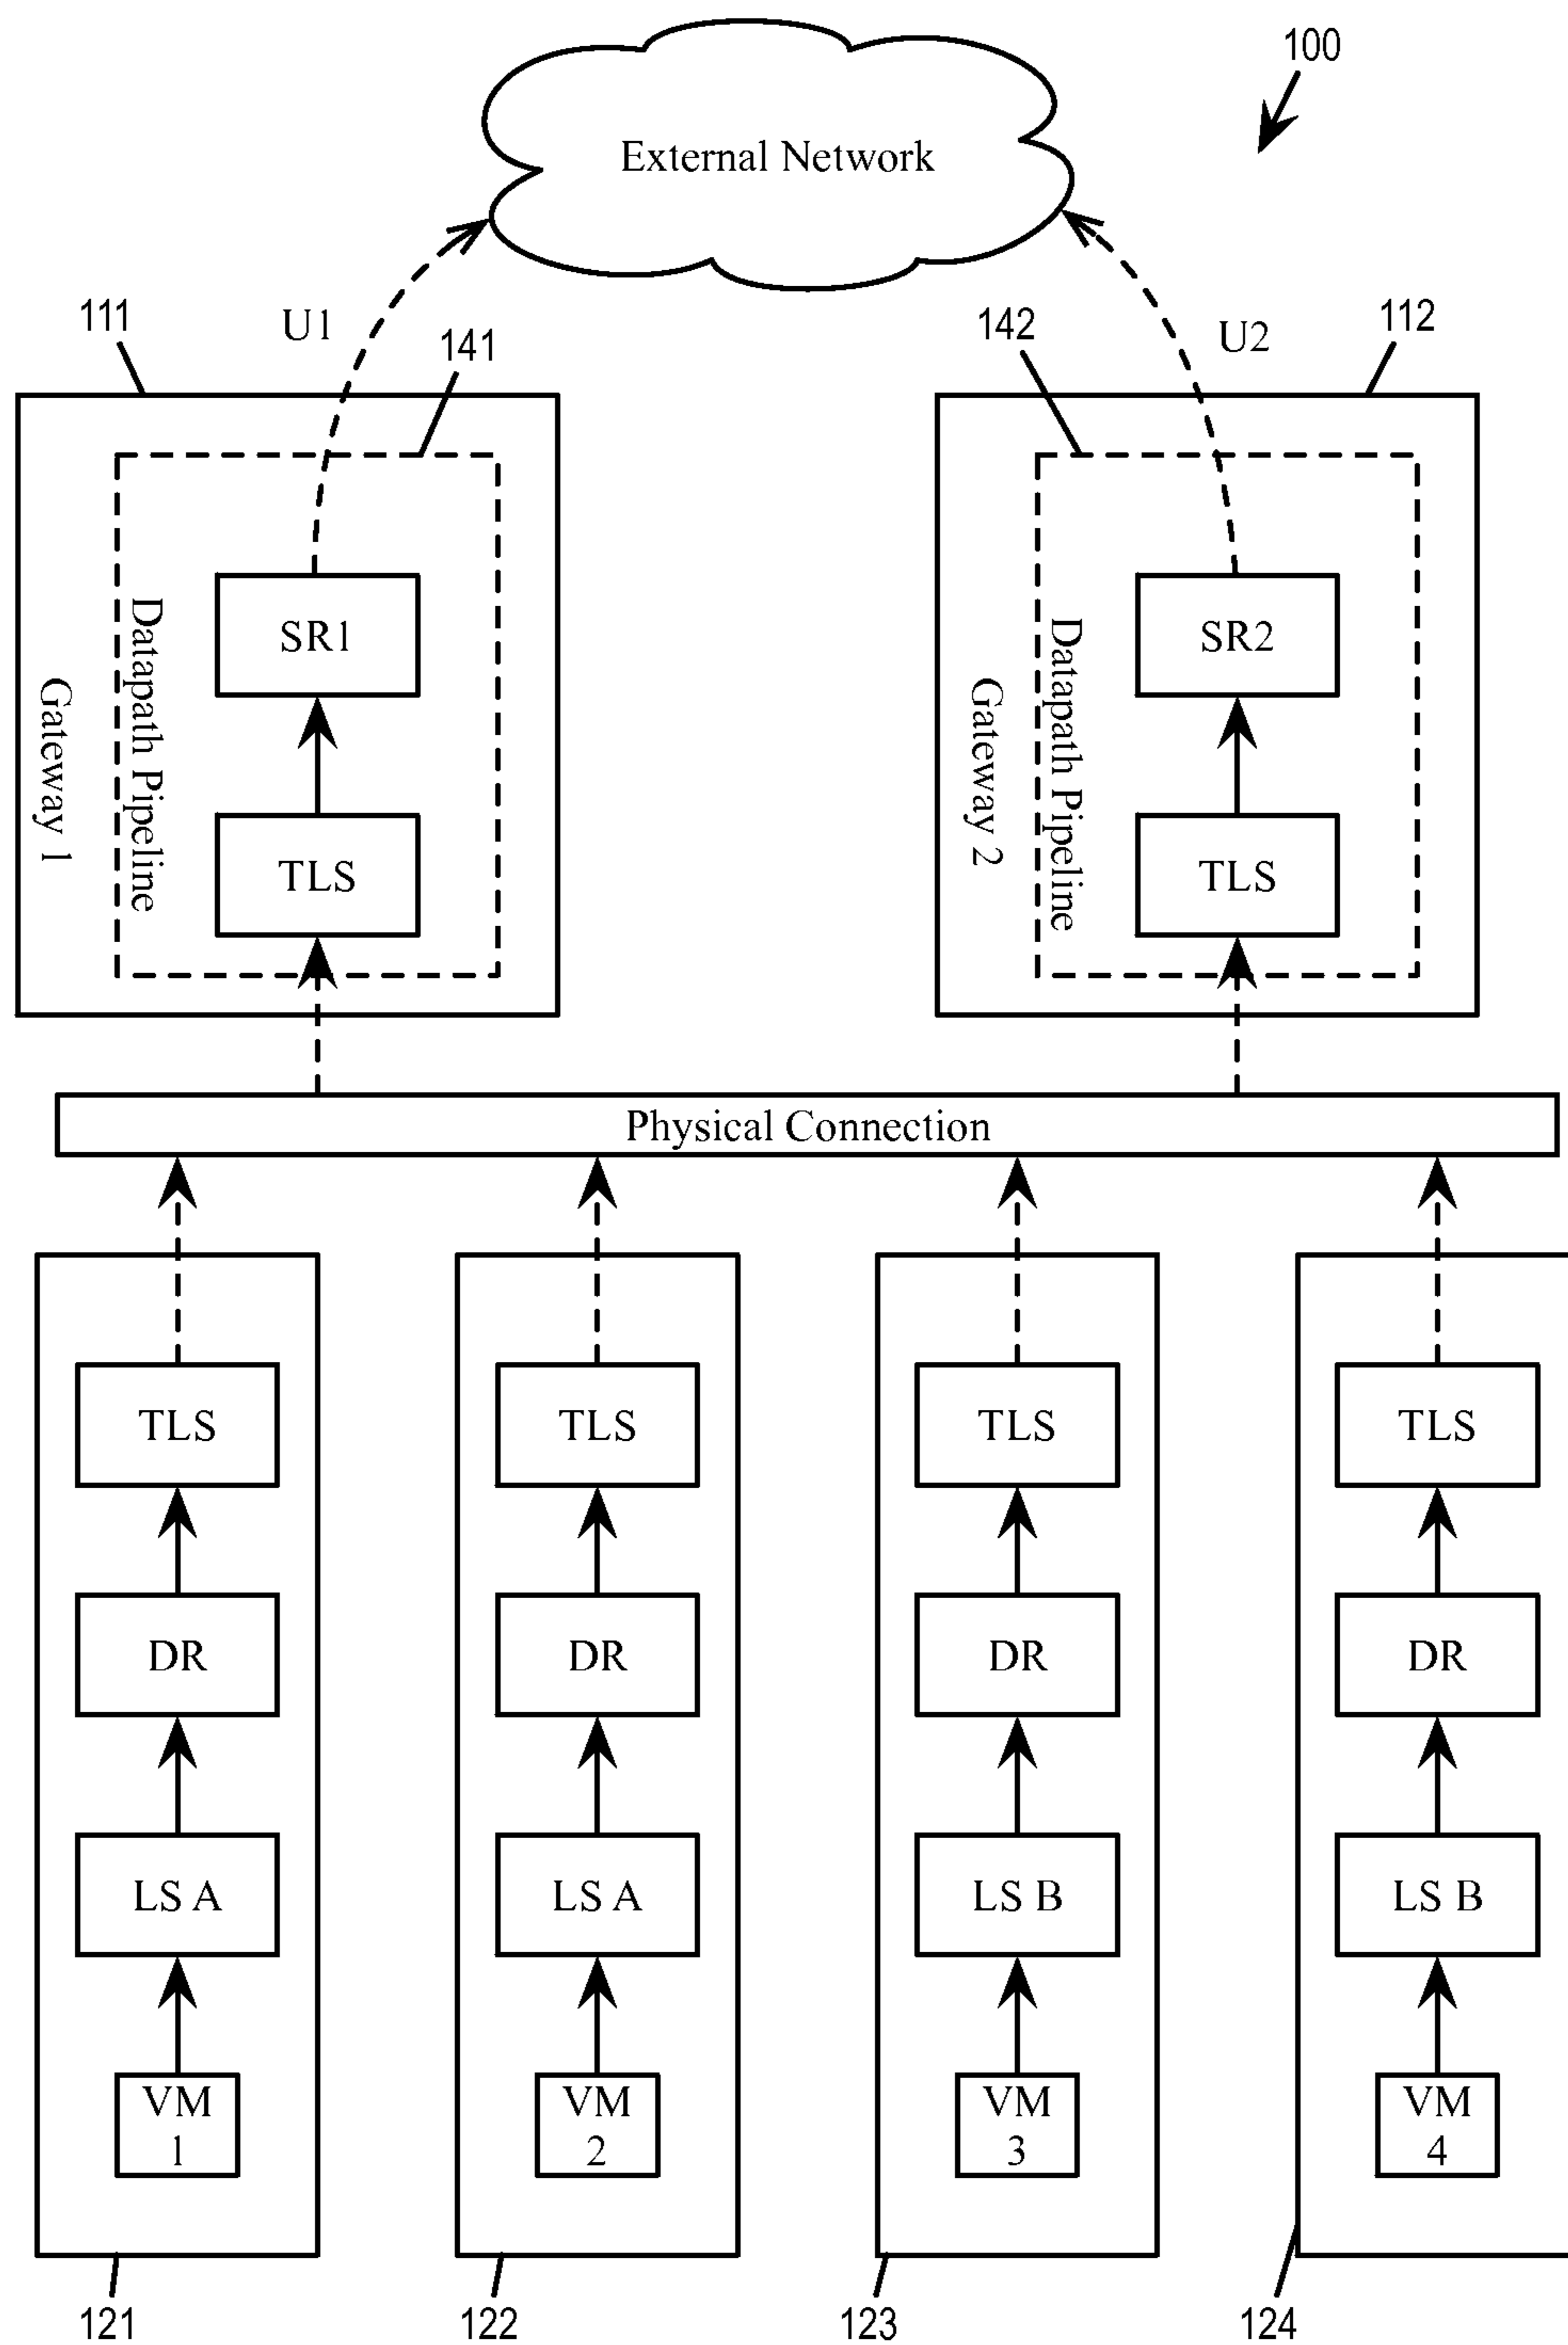 100
External Network
111
U1
141
142
U2
112
SR1
SR2
Datapath Pipeline
Gateway 1
Datapath Pipeline
Gateway 2
TLS
TLS
Physical Connection
TLS
TLS
TLS
TLS
DR
DR
DR
DR
LS A
LS A
LS B
LS B
VM
1
VM
2
VM
3
VM
4
121
122
123
124